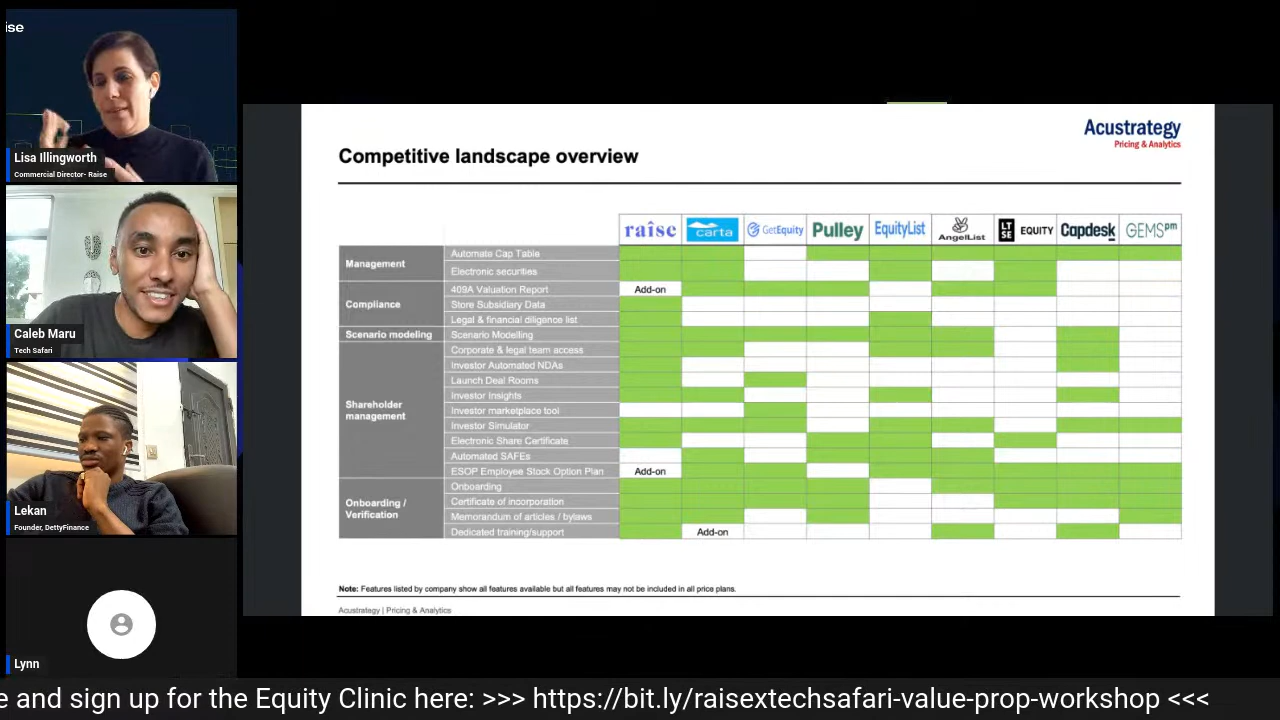 ise
Lisa Illingworth
Commercial Director- Raise
Caleb Maru
Tech Safari
Lekan
Founder, DettyFinance
Lynn
Acustrategy
Pricing & Analytics
Competitive landscape overview
raise carta GetEquity Pulley EquityList AngelList LTSE EQUITY Capdesk GEMSpm
Management
Automate Cap Table
Electronic securities
Compliance
409A Valuation Report Add-on
Store Subsidiary Data
Legal & financial diligence list
Scenario modeling
Scenario Modelling
Shareholder management
Corporate & legal team access
Investor Automated NDAs
Launch Deal Rooms
Investor Insights
Investor marketplace tool
Investor Simulator
Electronic Share Certificate
Automated SAFEs
ESOP Employee Stock Option Plan Add-on
Onboarding / Verification
Onboarding
Certificate of incorporation
Memorandum of articles / bylaws
Dedicated training/support Add-on
Note: Features listed by company show all features available but all features may not be included in all price plans.
Acustrategy | Pricing & Analytics
e and sign up for the Equity Clinic here: >>> https://bit.ly/raisextechsafari-value-prop-workshop <<<